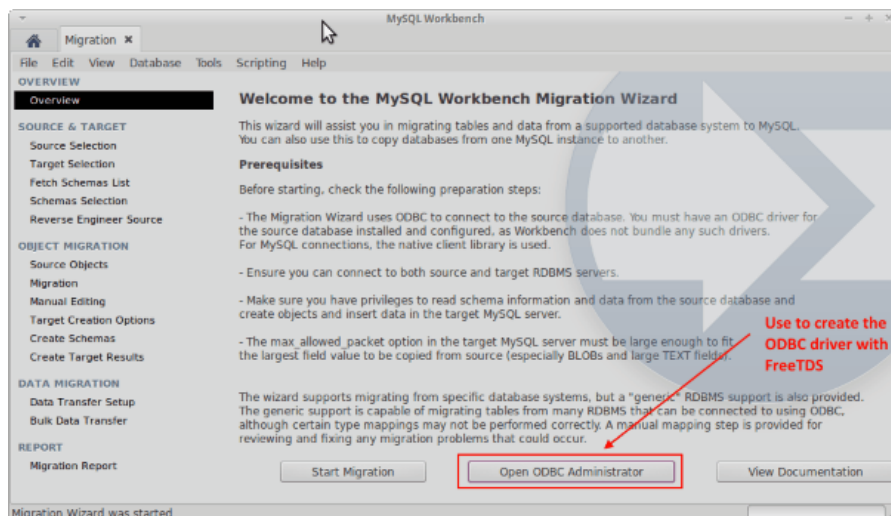 MySQL Workbench
Migration
File Edit View Database Tools Scripting Help
OVERVIEW
Overview
SOURCE & TARGET
Source Selection
Target Selection
Fetch Schemas List
Schemas Selection
Reverse Engineer Source
OBJECT MIGRATION
Source Objects
Migration
Manual Editing
Target Creation Options
Create Schemas
Create Target Results
DATA MIGRATION
Data Transfer Setup
Bulk Data Transfer
REPORT
Migration Report
Welcome to the MySQL Workbench Migration Wizard
This wizard will assist you in migrating tables and data from a supported database system to MySQL.
You can also use this to copy databases from one MySQL instance to another.
Prerequisites
Before starting, check the following preparation steps:
- The Migration Wizard uses ODBC to connect to the source database. You must have an ODBC driver for
the source database installed and configured, as Workbench does not bundle any such drivers.
For MySQL connections, the native client library is used.
- Ensure you can connect to both source and target RDBMS servers.
- Make sure you have privileges to read schema information and data from the source database and
create objects and insert data in the target MySQL server.
- The max_allowed_packet option in the target MySQL server must be large enough to fit
the largest field value to be copied from source (especially BLOBs and large TEXT fields).
Use to create the
ODBC driver with
FreeTDS
The wizard supports migrating from specific database systems, but a "generic" RDBMS support is also provided.
The generic support is capable of migrating tables from many RDBMS that can be connected to using ODBC,
although certain type mappings may not be performed correctly. A manual mapping step is provided for
reviewing and fixing any migration problems that could occur.
Start Migration
Open ODBC Administrator
View Documentation
Migration Wizard was started.